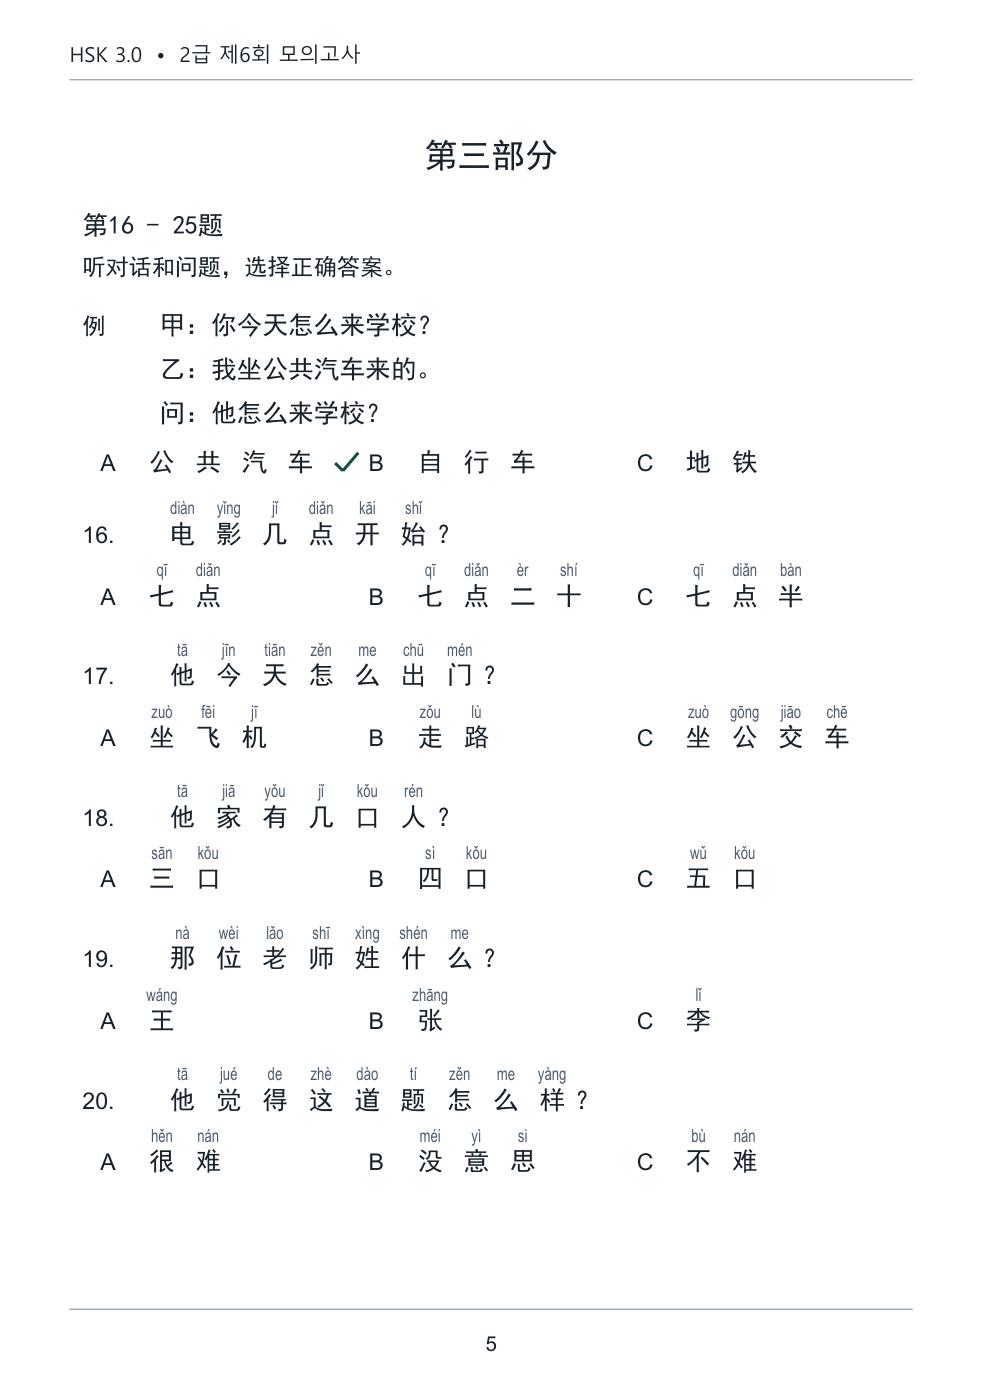 HSK 3.0 • 2급 제6회 모의고사
第三部分
第16 － 25题
听对话和问题，选择正确答案。
例 甲：你今天怎么来学校？
乙：我坐公共汽车来的。
问：他怎么来学校？
A 公共汽车 ✓ B 自行车 C 地铁
diàn yǐng jǐ diǎn kāi shǐ
16. 电影几点开始？
qī diǎn qī diǎn èr shí qī diǎn bàn
A 七点 B 七点二十 C 七点半
tā jīn tiān zěn me chū mén
17. 他今天怎么出门？
zuò fēi jī zǒu lù zuò gōng jiāo chē
A 坐飞机 B 走路 C 坐公交车
tā jiā yǒu jǐ kǒu rén
18. 他家有几口人？
sān kǒu sì kǒu wǔ kǒu
A 三口 B 四口 C 五口
nà wèi lǎo shī xìng shén me
19. 那位老师姓什么？
wáng zhāng lǐ
A 王 B 张 C 李
tā jué de zhè dào tí zěn me yàng
20. 他觉得这道题怎么样？
hěn nán méi yì si bù nán
A 很难 B 没意思 C 不难
5